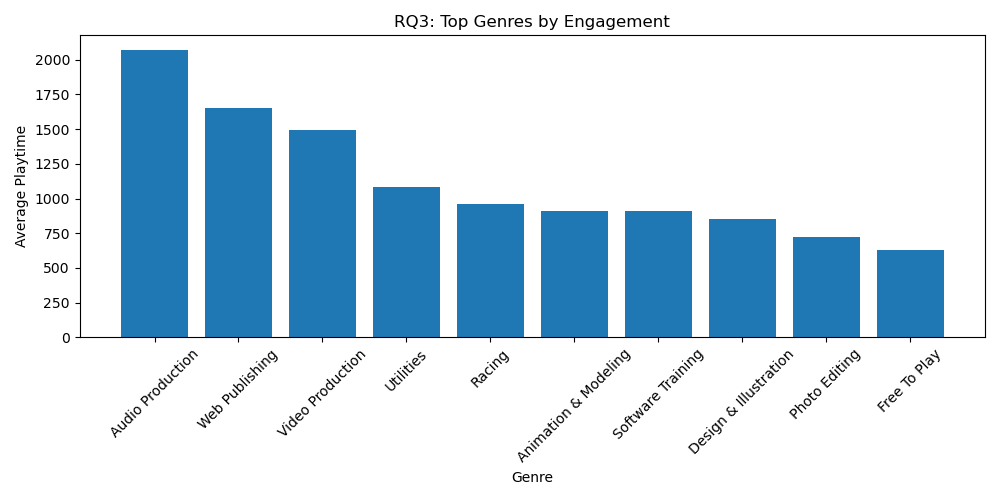 RQ3: Top Genres by Engagement
Average Playtime
2000
1750
1500
1250
1000
750
500
250
0
Audio Production
Web Publishing
Video Production
Utilities
Racing
Animation & Modeling
Software Training
Design & Illustration
Photo Editing
Free To Play
Genre